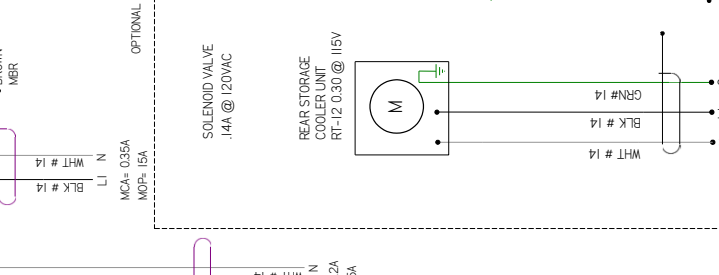 OPTIONAL
MBR
SOLENOID VALVE
.14A @ 120VAC
REAR STORAGE
COOLER UNIT
RT-12 0.30 @ 115V
M
GRN# 14
BLK # 14
WHT # 14
WHT # 14 N
BLK # 14 L1
MCA= 0.35A
MOP= 15A
N